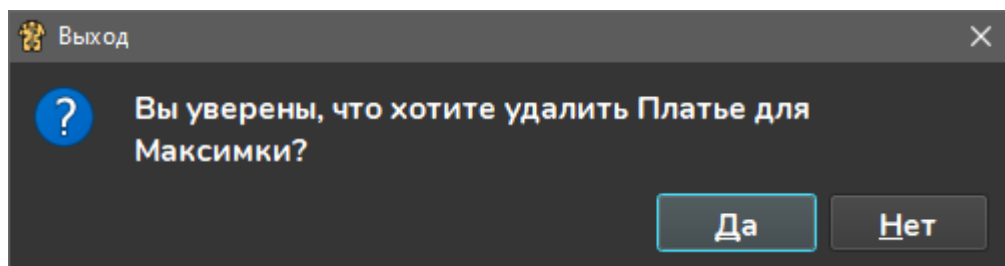 Выход
Вы уверены, что хотите удалить Платье для
Максимки?
Да
Нет